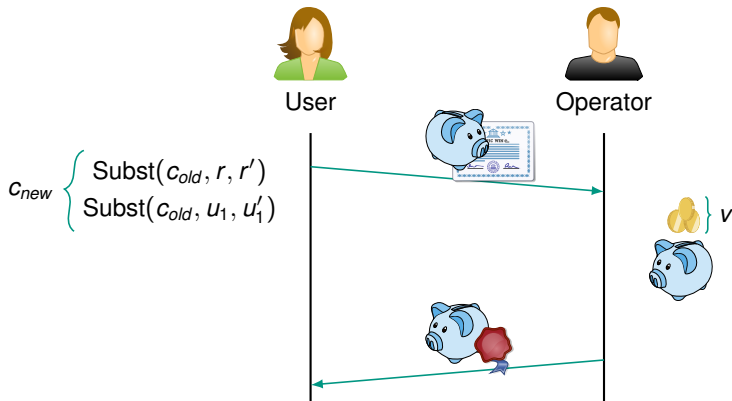 User
Operator
Subst(c_old, r, r′)
c_new
Subst(c_old, u_1, u′_1)
v